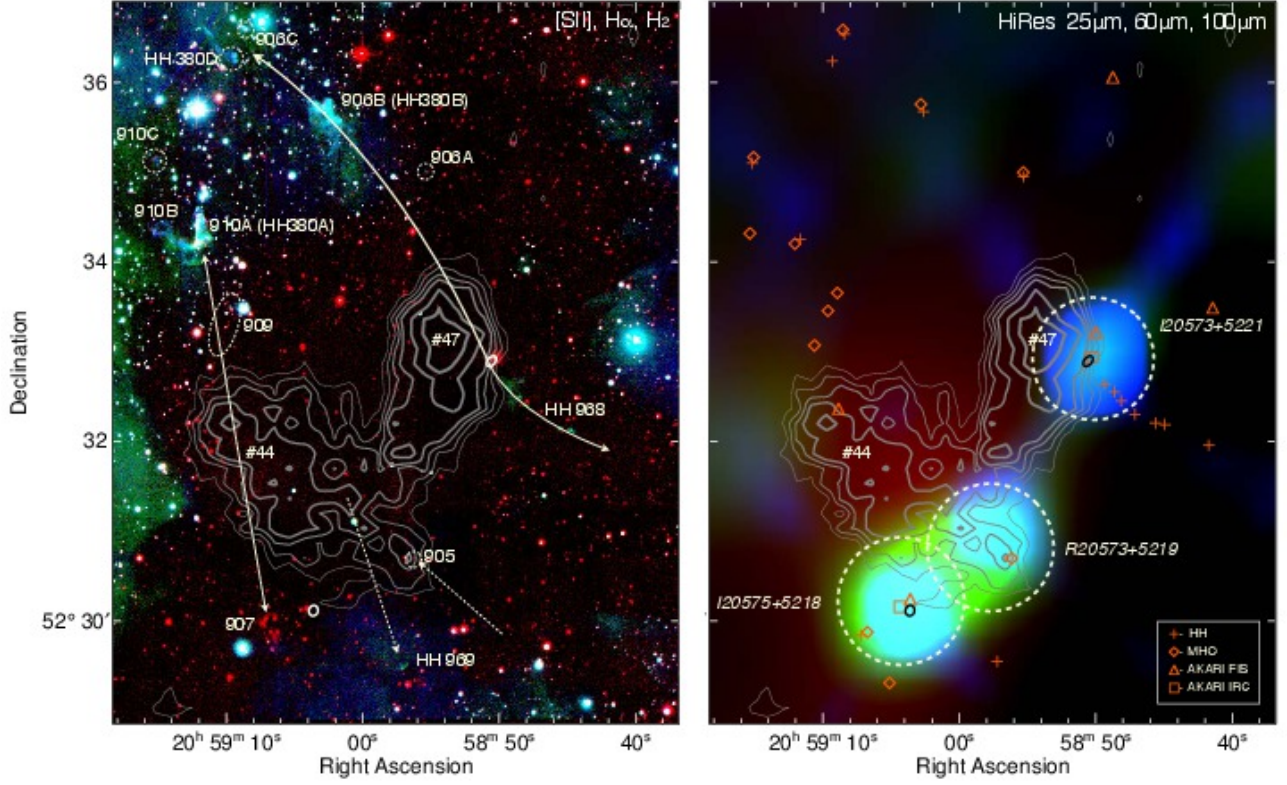 [SII], Hα, H₂
HiRes 25μm, 60μm, 100μm
906C
HH380D
36
906B (HH380B)
910C
906A
910B
910A (HH380A)
34
909
#47
HH 968
32
#44
905
907
52° 30'
HH 969
Declination
20ʰ 59ᵐ 10ˢ
00ˢ
58ᵐ 50ˢ
40ˢ
Right Ascension
I20573+5221
#47
#44
R20573+5219
I20575+5218
HH
MHO
AKARI FIS
AKARI IRC
20ʰ 59ᵐ 10ˢ
00ˢ
58ᵐ 50ˢ
40ˢ
Right Ascension